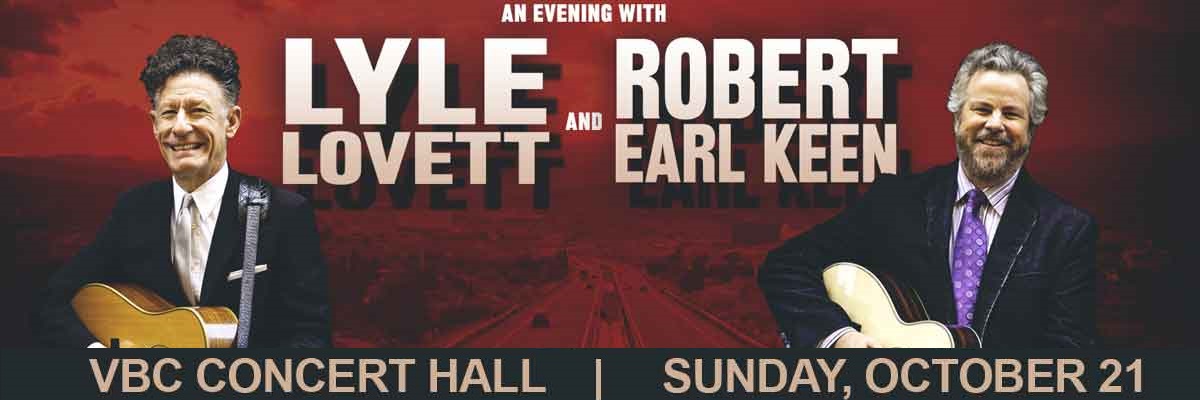 AN EVENING WITH
LYLE
LOVETT
AND
ROBERT
EARL KEEN
VBC CONCERT HALL | SUNDAY, OCTOBER 21